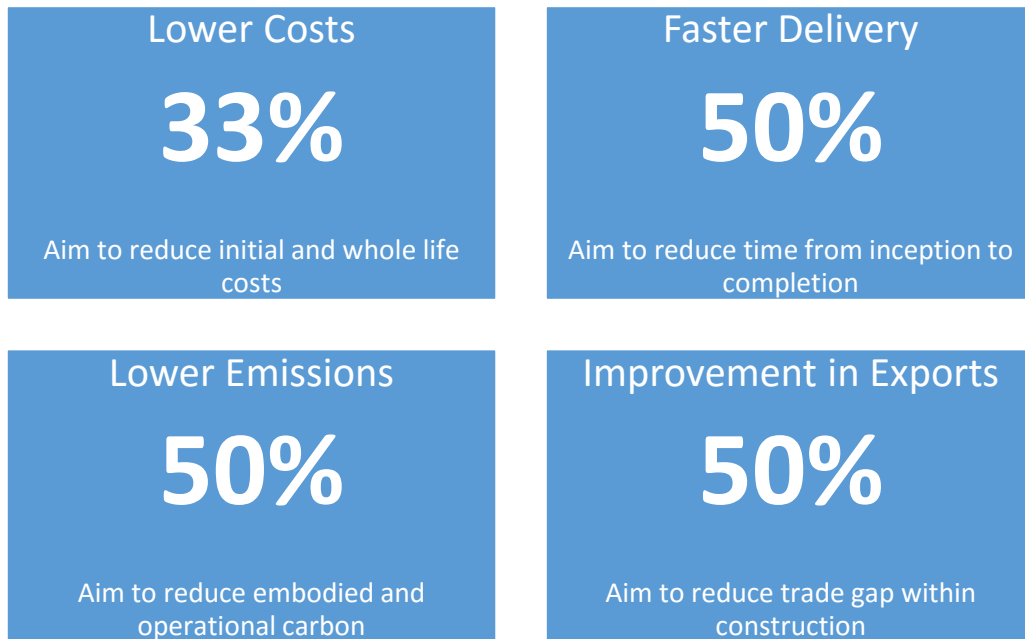 Lower Costs
33%
Aim to reduce initial and whole life
costs
Faster Delivery
50%
Aim to reduce time from inception to
completion
Lower Emissions
50%
Aim to reduce embodied and
operational carbon
Improvement in Exports
50%
Aim to reduce trade gap within
construction